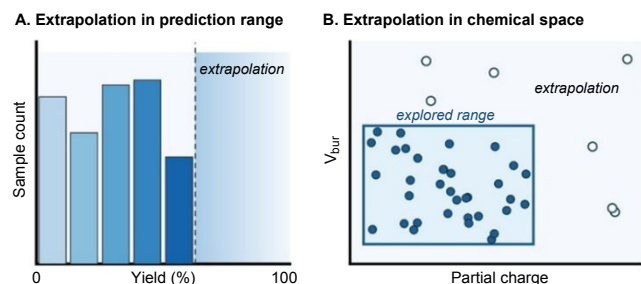 A. Extrapolation in prediction range
extrapolation
Sample count
0 Yield (%) 100
B. Extrapolation in chemical space
extrapolation
explored range
Vbur
Partial charge